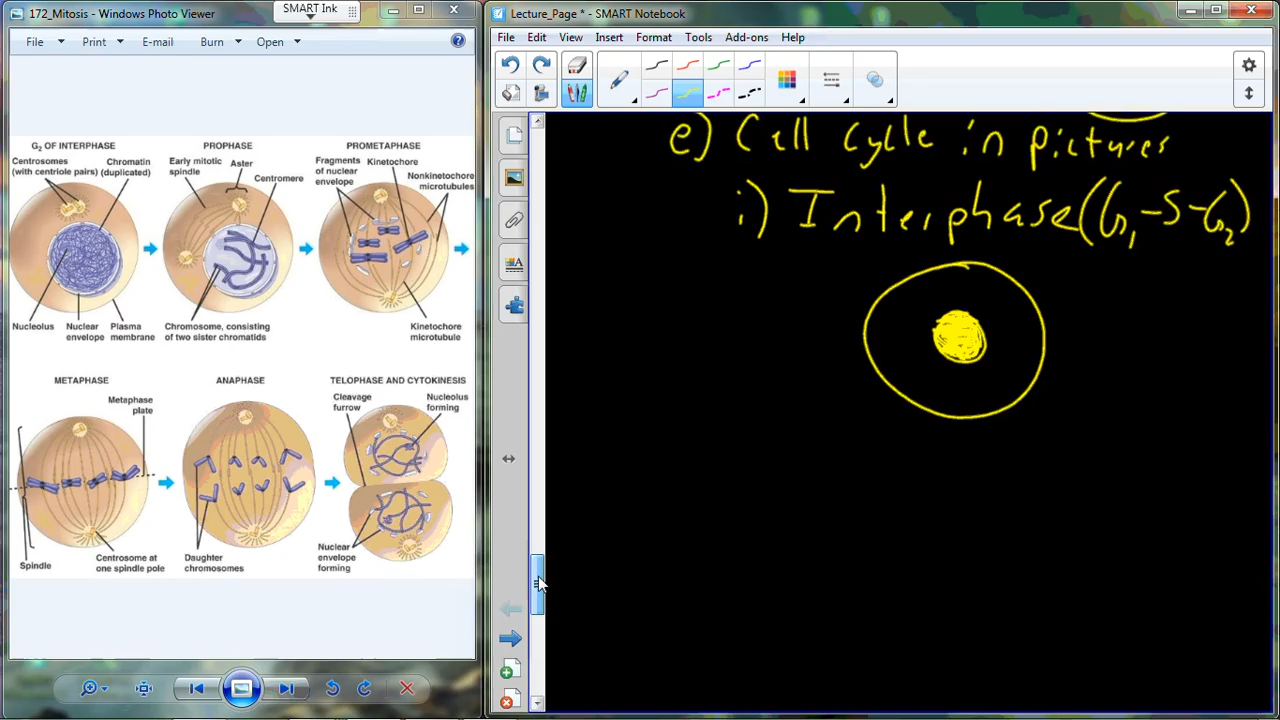 172_Mitosis - Windows Photo Viewer
SMART Ink
File Print E-mail Burn Open
G2 OF INTERPHASE
Centrosomes
(with centriole pairs)
Chromatin
(duplicated)
Nucleolus
Nuclear
envelope
Plasma
membrane
PROPHASE
Early mitotic
spindle
Aster
Centromere
Chromosome, consisting
of two sister chromatids
PROMETAPHASE
Fragments
of nuclear
envelope
Kinetochore
Nonkinetochore
microtubules
Kinetochore
microtubule
METAPHASE
Metaphase
plate
Spindle
Centrosome at
one spindle pole
ANAPHASE
Daughter
chromosomes
TELOPHASE AND CYTOKINESIS
Cleavage
furrow
Nucleolus
forming
Nuclear
envelope
forming
Lecture_Page * - SMART Notebook
File Edit View Insert Format Tools Add-ons Help
e) Cell cycle in pictures
i) Interphase (G1-S-G2)